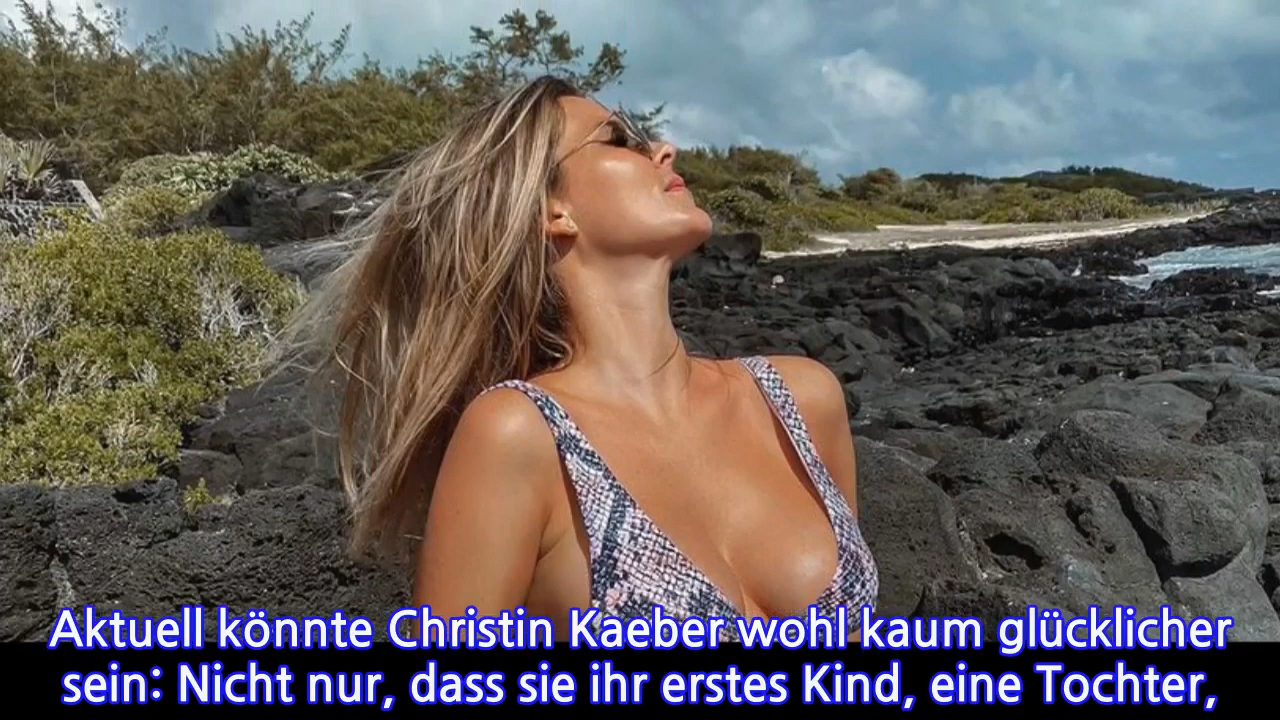 Aktuell könnte Christin Kaeber wohl kaum glücklicher
sein: Nicht nur, dass sie ihr erstes Kind, eine Tochter,